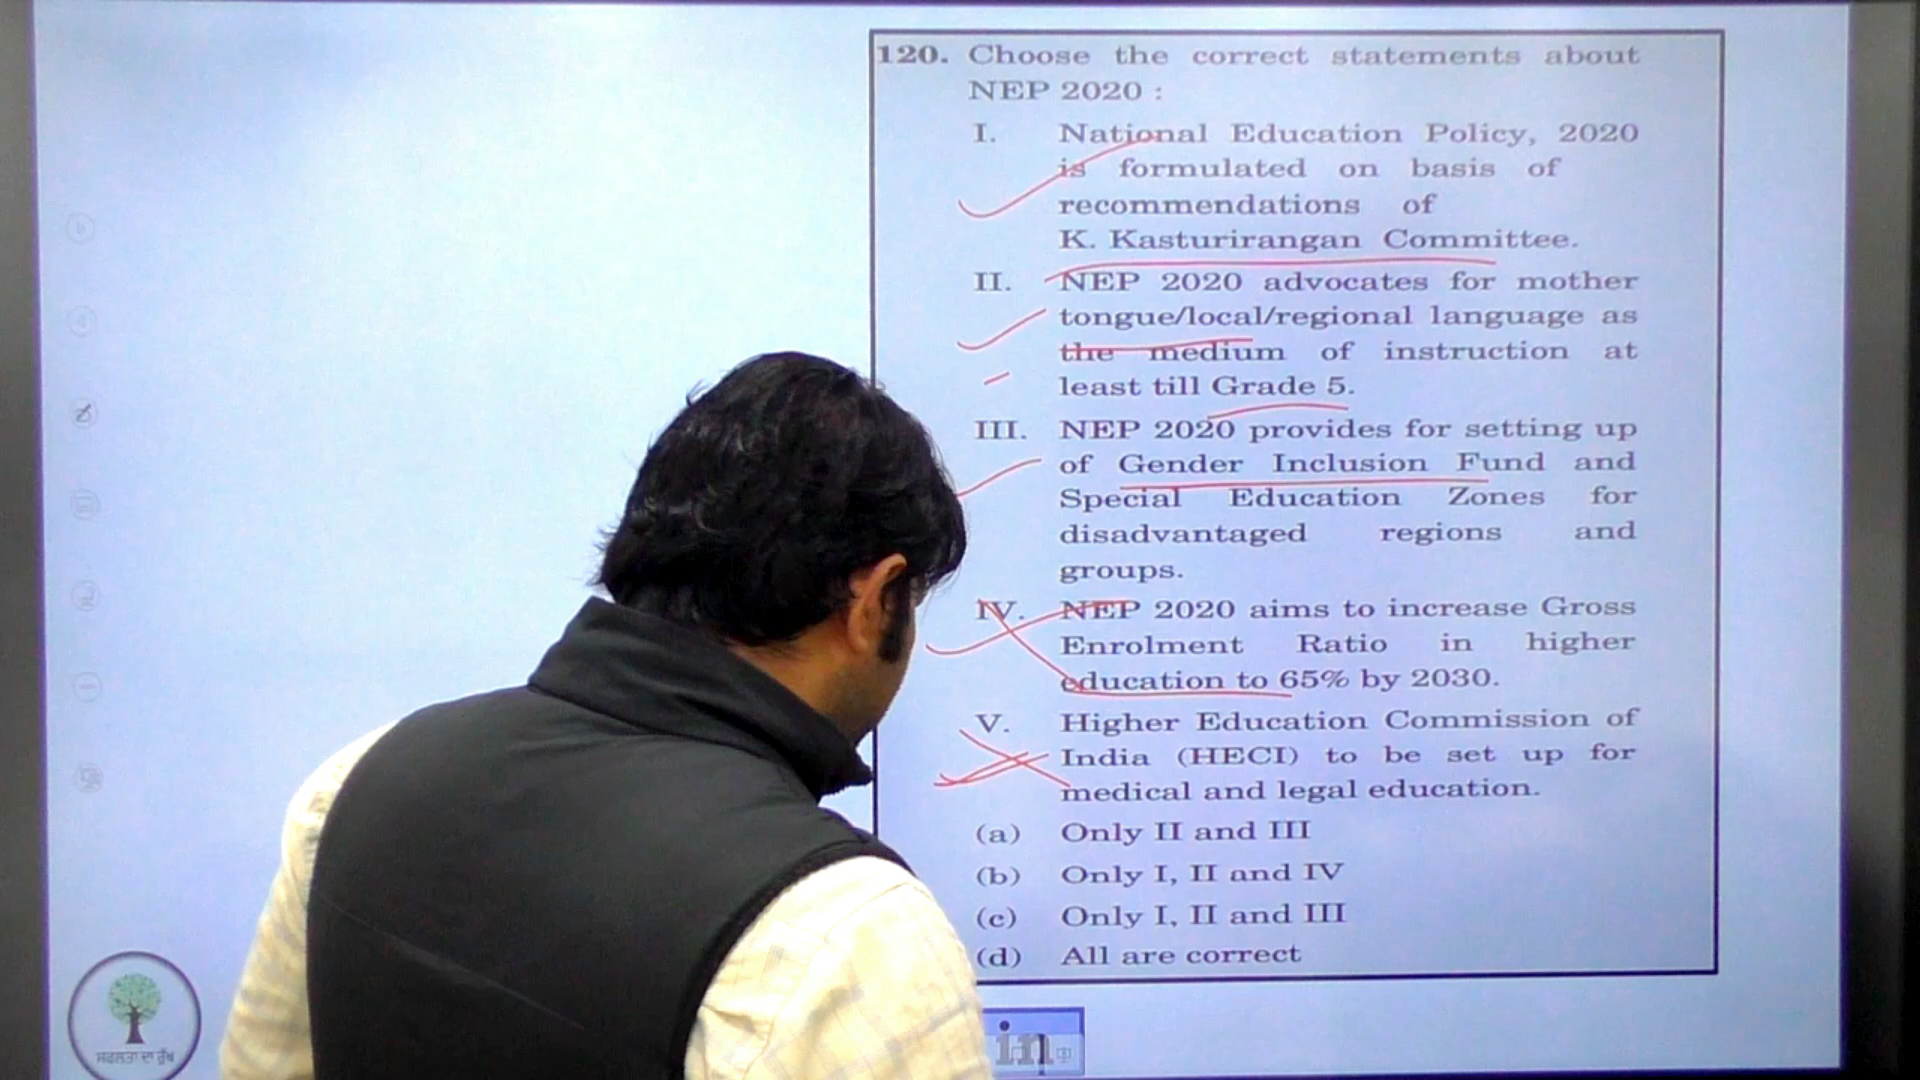 120. Choose the correct statements about
NEP 2020 :
I. National Education Policy, 2020
is formulated on basis of
recommendations of
K. Kasturirangan Committee.
II. NEP 2020 advocates for mother
tongue/local/regional language as
the medium of instruction at
least till Grade 5.
III. NEP 2020 provides for setting up
of Gender Inclusion Fund and
Special Education Zones for
disadvantaged regions and
groups.
IV. NEP 2020 aims to increase Gross
Enrolment Ratio in higher
education to 65% by 2030.
V. Higher Education Commission of
India (HECI) to be set up for
medical and legal education.
(a) Only II and III
(b) Only I, II and IV
(c) Only I, II and III
(d) All are correct
ਸਫਲਤਾ ਦਾ ਰੁੱਖ
in